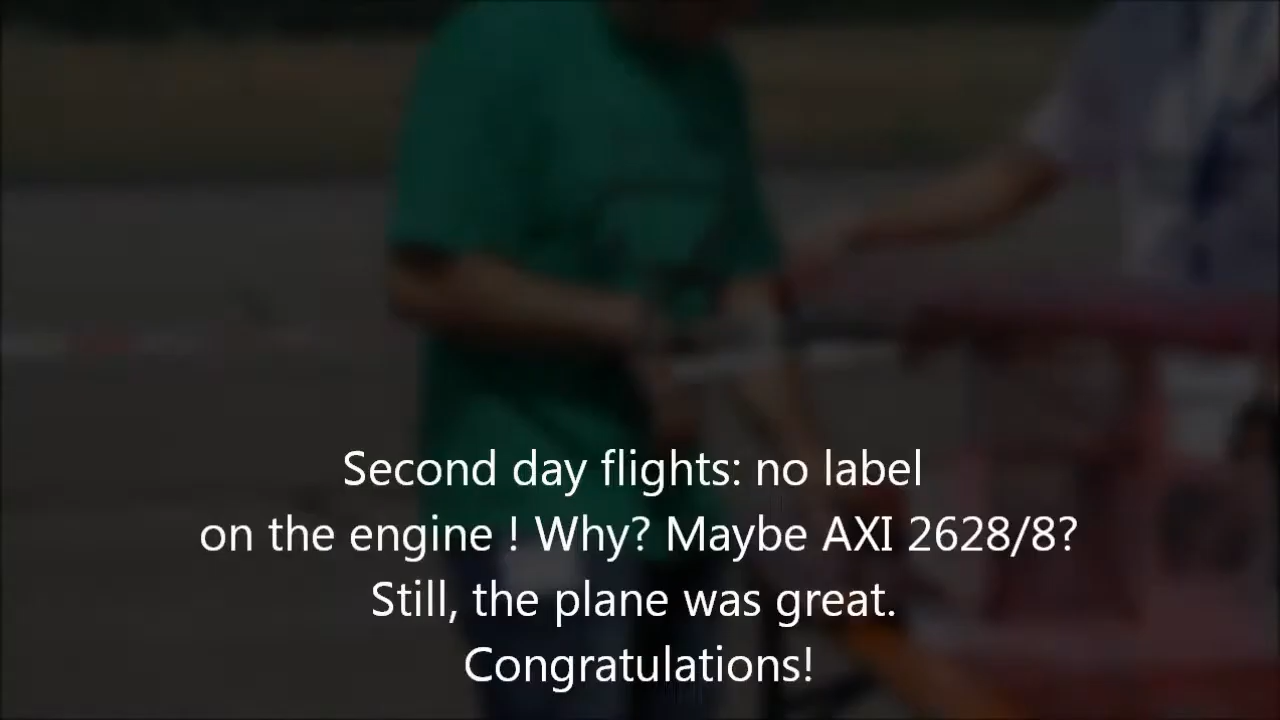 Second day flights: no label
on the engine ! Why? Maybe AXI 2628/8?
Still, the plane was great.
Congratulations!